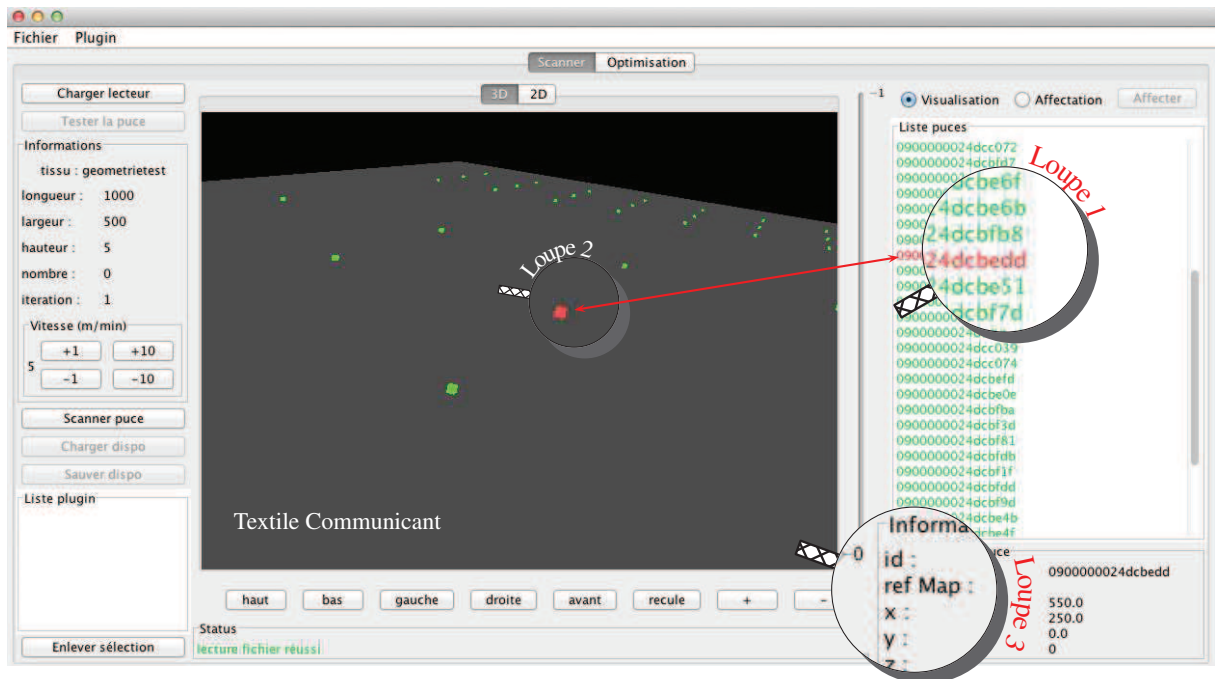 Fichier Plugin
Scanner Optimisation
Charger lecteur
Tester la puce
Informations
tissu : geometrietest
longueur : 1000
largeur : 500
hauteur : 5
nombre : 0
iteration : 1
Vitesse (m/min)
+1 +10
5
-1 -10
Scanner puce
Charger dispo
Sauver dispo
Liste plugin
Enlever sélection
3D 2D
Loupe 2
Textile Communicant
haut bas gauche droite avant recule + -
Status
lecture fichier réussi
-1
0
Visualisation Affectation Affecter
Liste puces
0900000024dcc072
0900000024dcbfd7
dcbe6f
4dcbe6b
24dcbfb8
24dcbedd
4dcbe51
dcbf7d
Loupe 1
0900000024dcc039
0900000024dcc074
0900000024dcbefd
0900000024dcbe0e
0900000024dcbfba
0900000024dcbf3d
0900000024dcbf81
0900000024dcbfdb
0900000024dcbf1f
0900000024dcbfdd
0900000024dcbf9d
24dcbe4b
dcbe4f
Informa
uce
id : 0900000024dcbedd
ref Map :
x : 550.0
y : 250.0
z : 0.0
0
Loupe 3